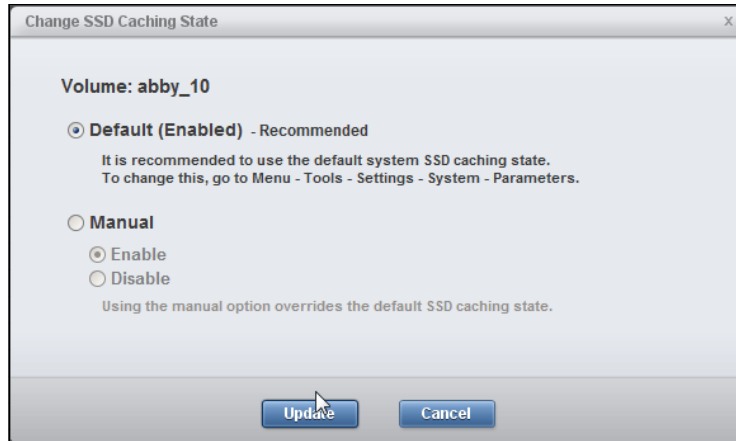 Change SSD Caching State
x
Volume: abby_10
Default (Enabled) - Recommended
It is recommended to use the default system SSD caching state.
To change this, go to Menu - Tools - Settings - System - Parameters.
Manual
Enable
Disable
Using the manual option overrides the default SSD caching state.
Update Cancel